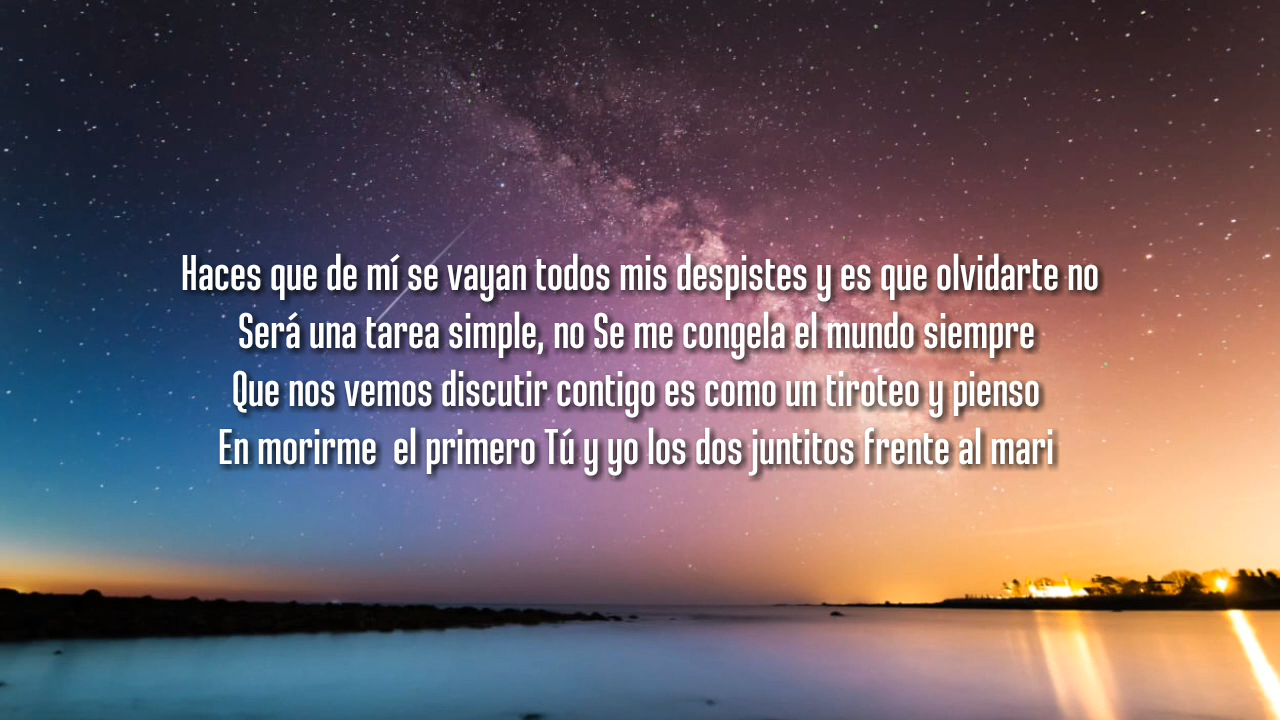 Haces que de mí se vayan todos mis despistes y es que olvidarte no
Será una tarea simple, no Se me congela el mundo siempre
Que nos vemos discutir contigo es como un tiroteo y pienso
En morirme  el primero Tú y yo los dos juntitos frente al mari